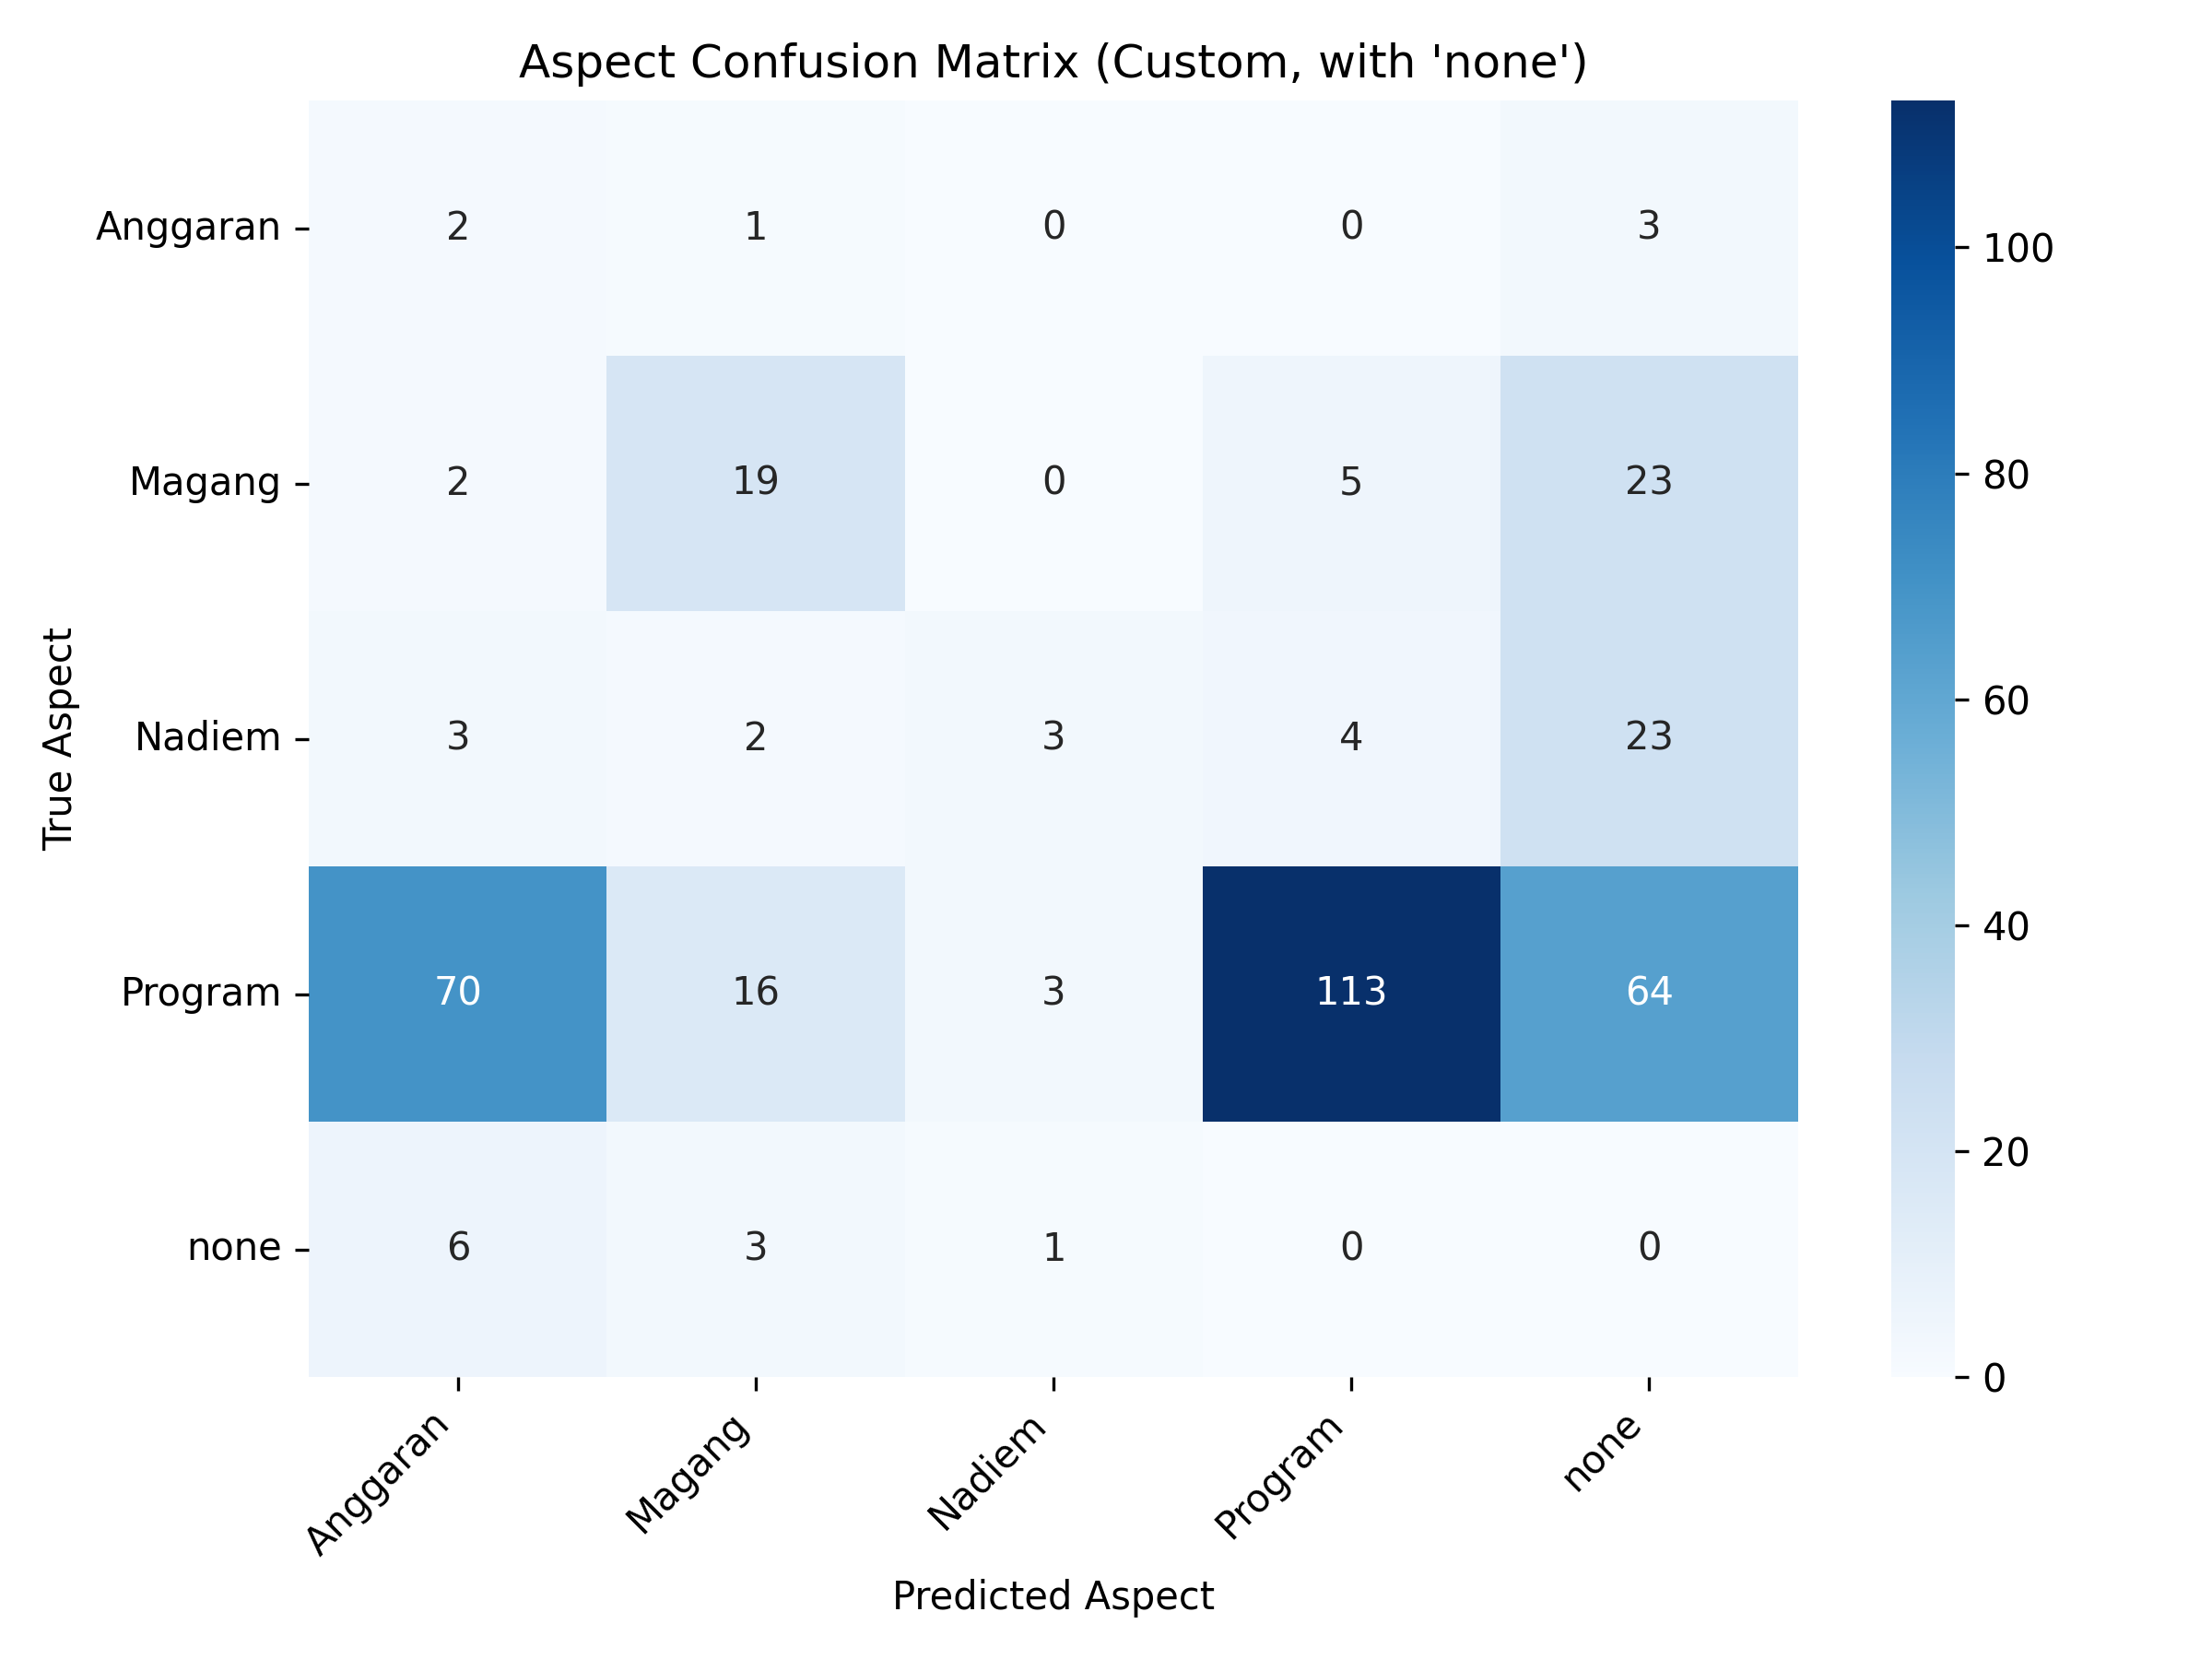 Aspect Confusion Matrix (Custom, with 'none')
Anggaran 2 1 0 0 3
Magang 2 19 0 5 23
Nadiem 3 2 3 4 23
Program 70 16 3 113 64
none 6 3 1 0 0
True Aspect
Anggaran Magang Nadiem Program none
Predicted Aspect
100
80
60
40
20
0